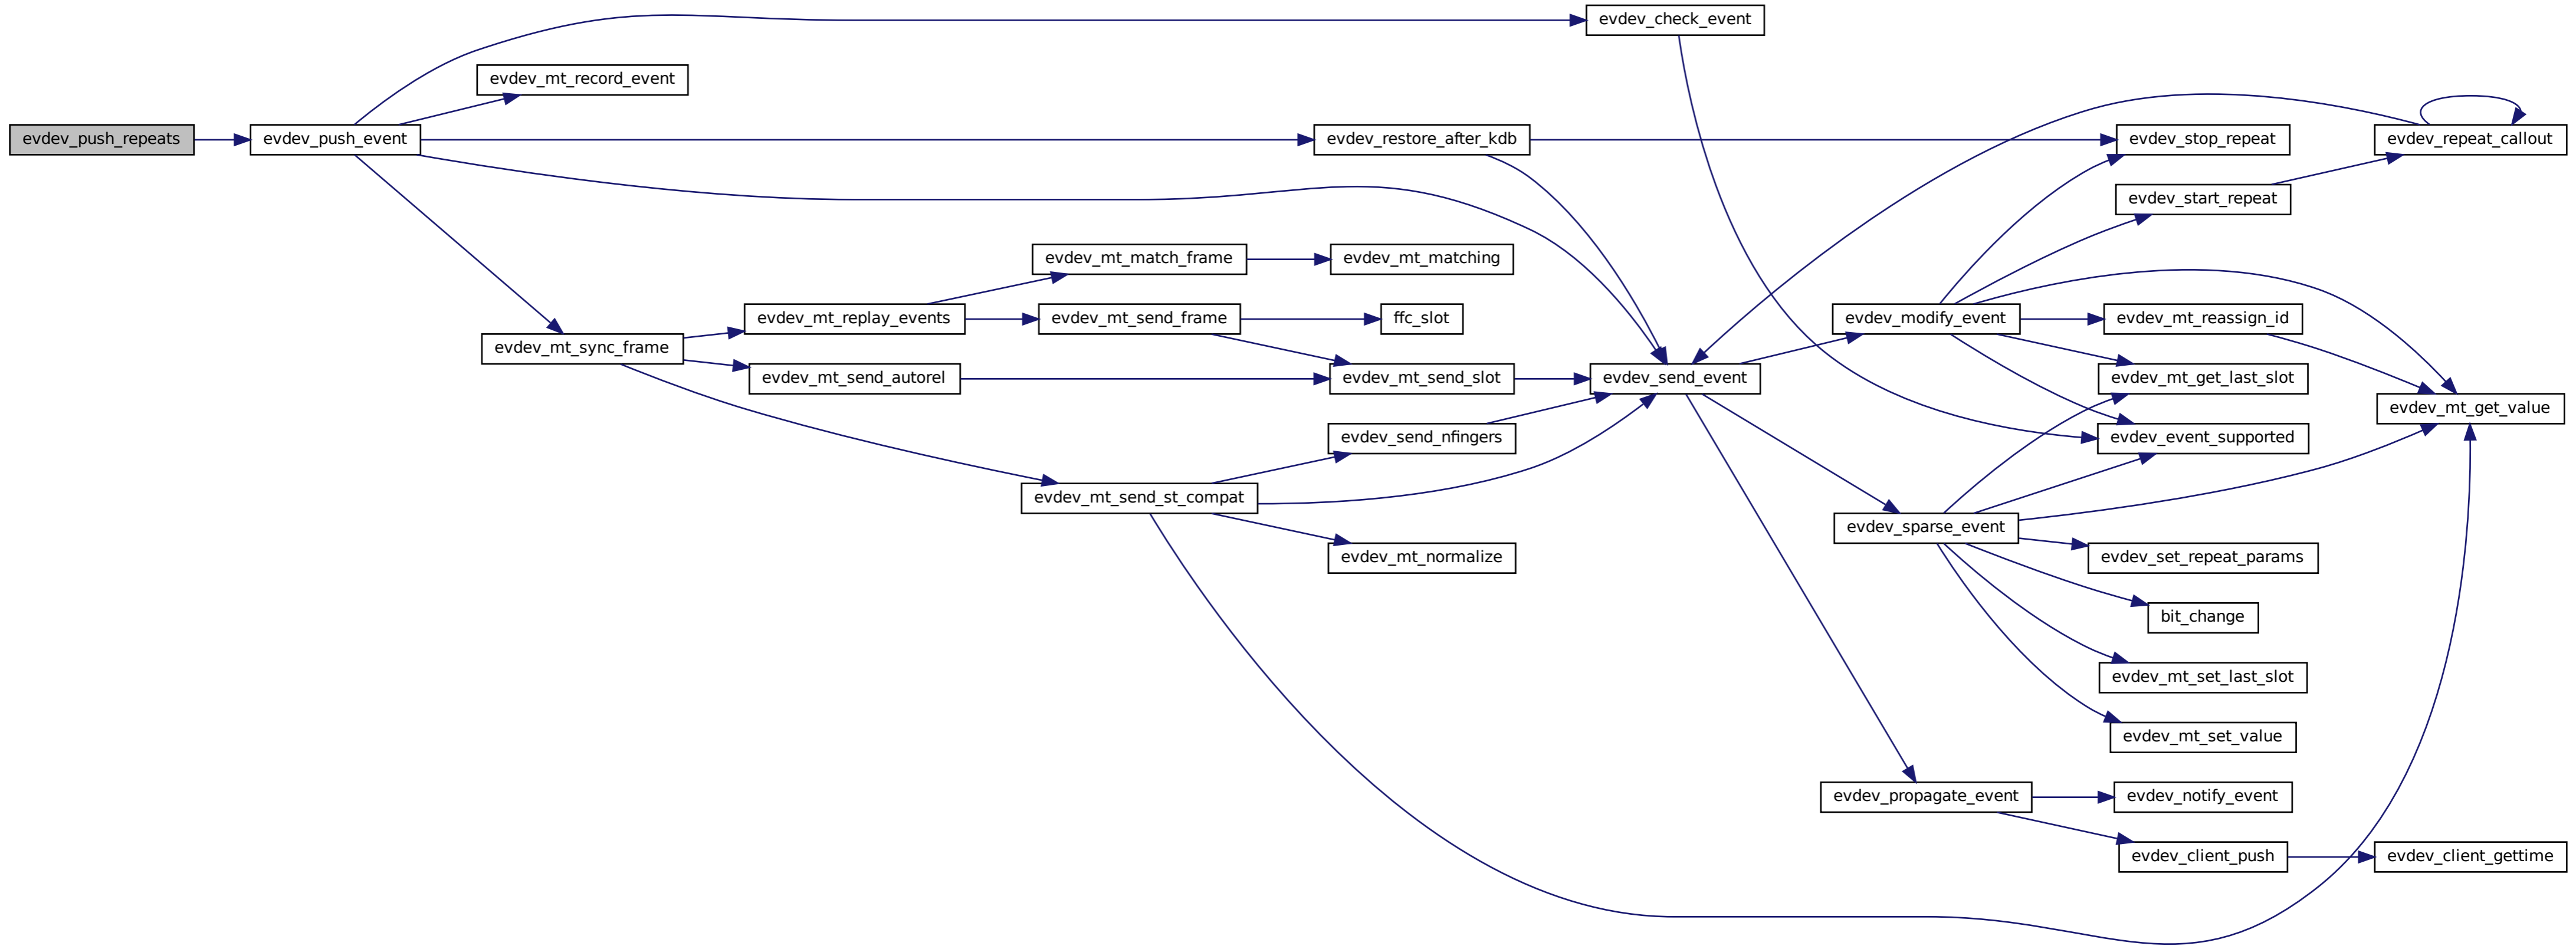 evdev_push_repeats
evdev_push_event
evdev_check_event
evdev_mt_record_event
evdev_restore_after_kdb
evdev_stop_repeat
evdev_repeat_callout
evdev_start_repeat
evdev_mt_match_frame
evdev_mt_matching
evdev_mt_replay_events
evdev_mt_send_frame
ffc_slot
evdev_modify_event
evdev_mt_reassign_id
evdev_mt_sync_frame
evdev_mt_send_autorel
evdev_mt_send_slot
evdev_send_event
evdev_mt_get_last_slot
evdev_mt_get_value
evdev_send_nfingers
evdev_event_supported
evdev_mt_send_st_compat
evdev_sparse_event
evdev_mt_normalize
evdev_set_repeat_params
bit_change
evdev_mt_set_last_slot
evdev_mt_set_value
evdev_propagate_event
evdev_notify_event
evdev_client_push
evdev_client_gettime